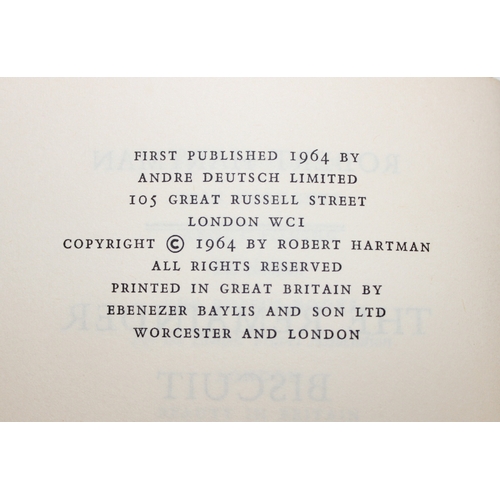 FIRST PUBLISHED 1964 BY
ANDRE DEUTSCH LIMITED
105 GREAT RUSSELL STREET
LONDON WC1
COPYRIGHT © 1964 BY ROBERT HARTMAN
ALL RIGHTS RESERVED
PRINTED IN GREAT BRITAIN BY
EBENEZER BAYLIS AND SON LTD
WORCESTER AND LONDON
BISCUIT